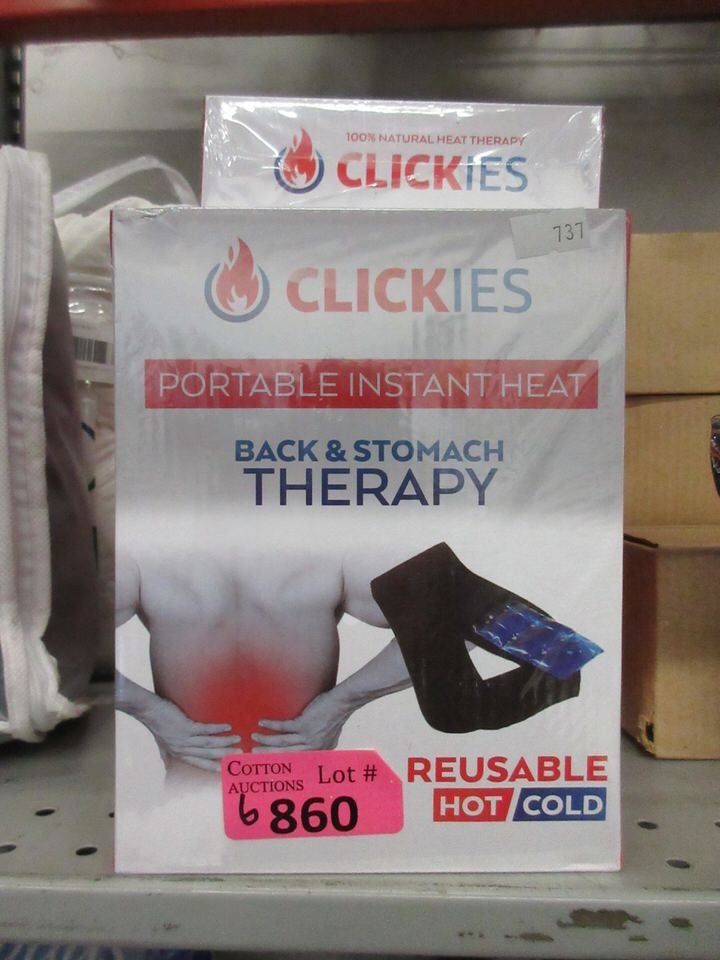 100% NATURAL HEAT THERAPY
CLICKIES
737
CLICKIES
PORTABLE INSTANT HEAT
BACK & STOMACH
THERAPY
COTTON
AUCTIONS
Lot #
6 860
REUSABLE
HOT/COLD